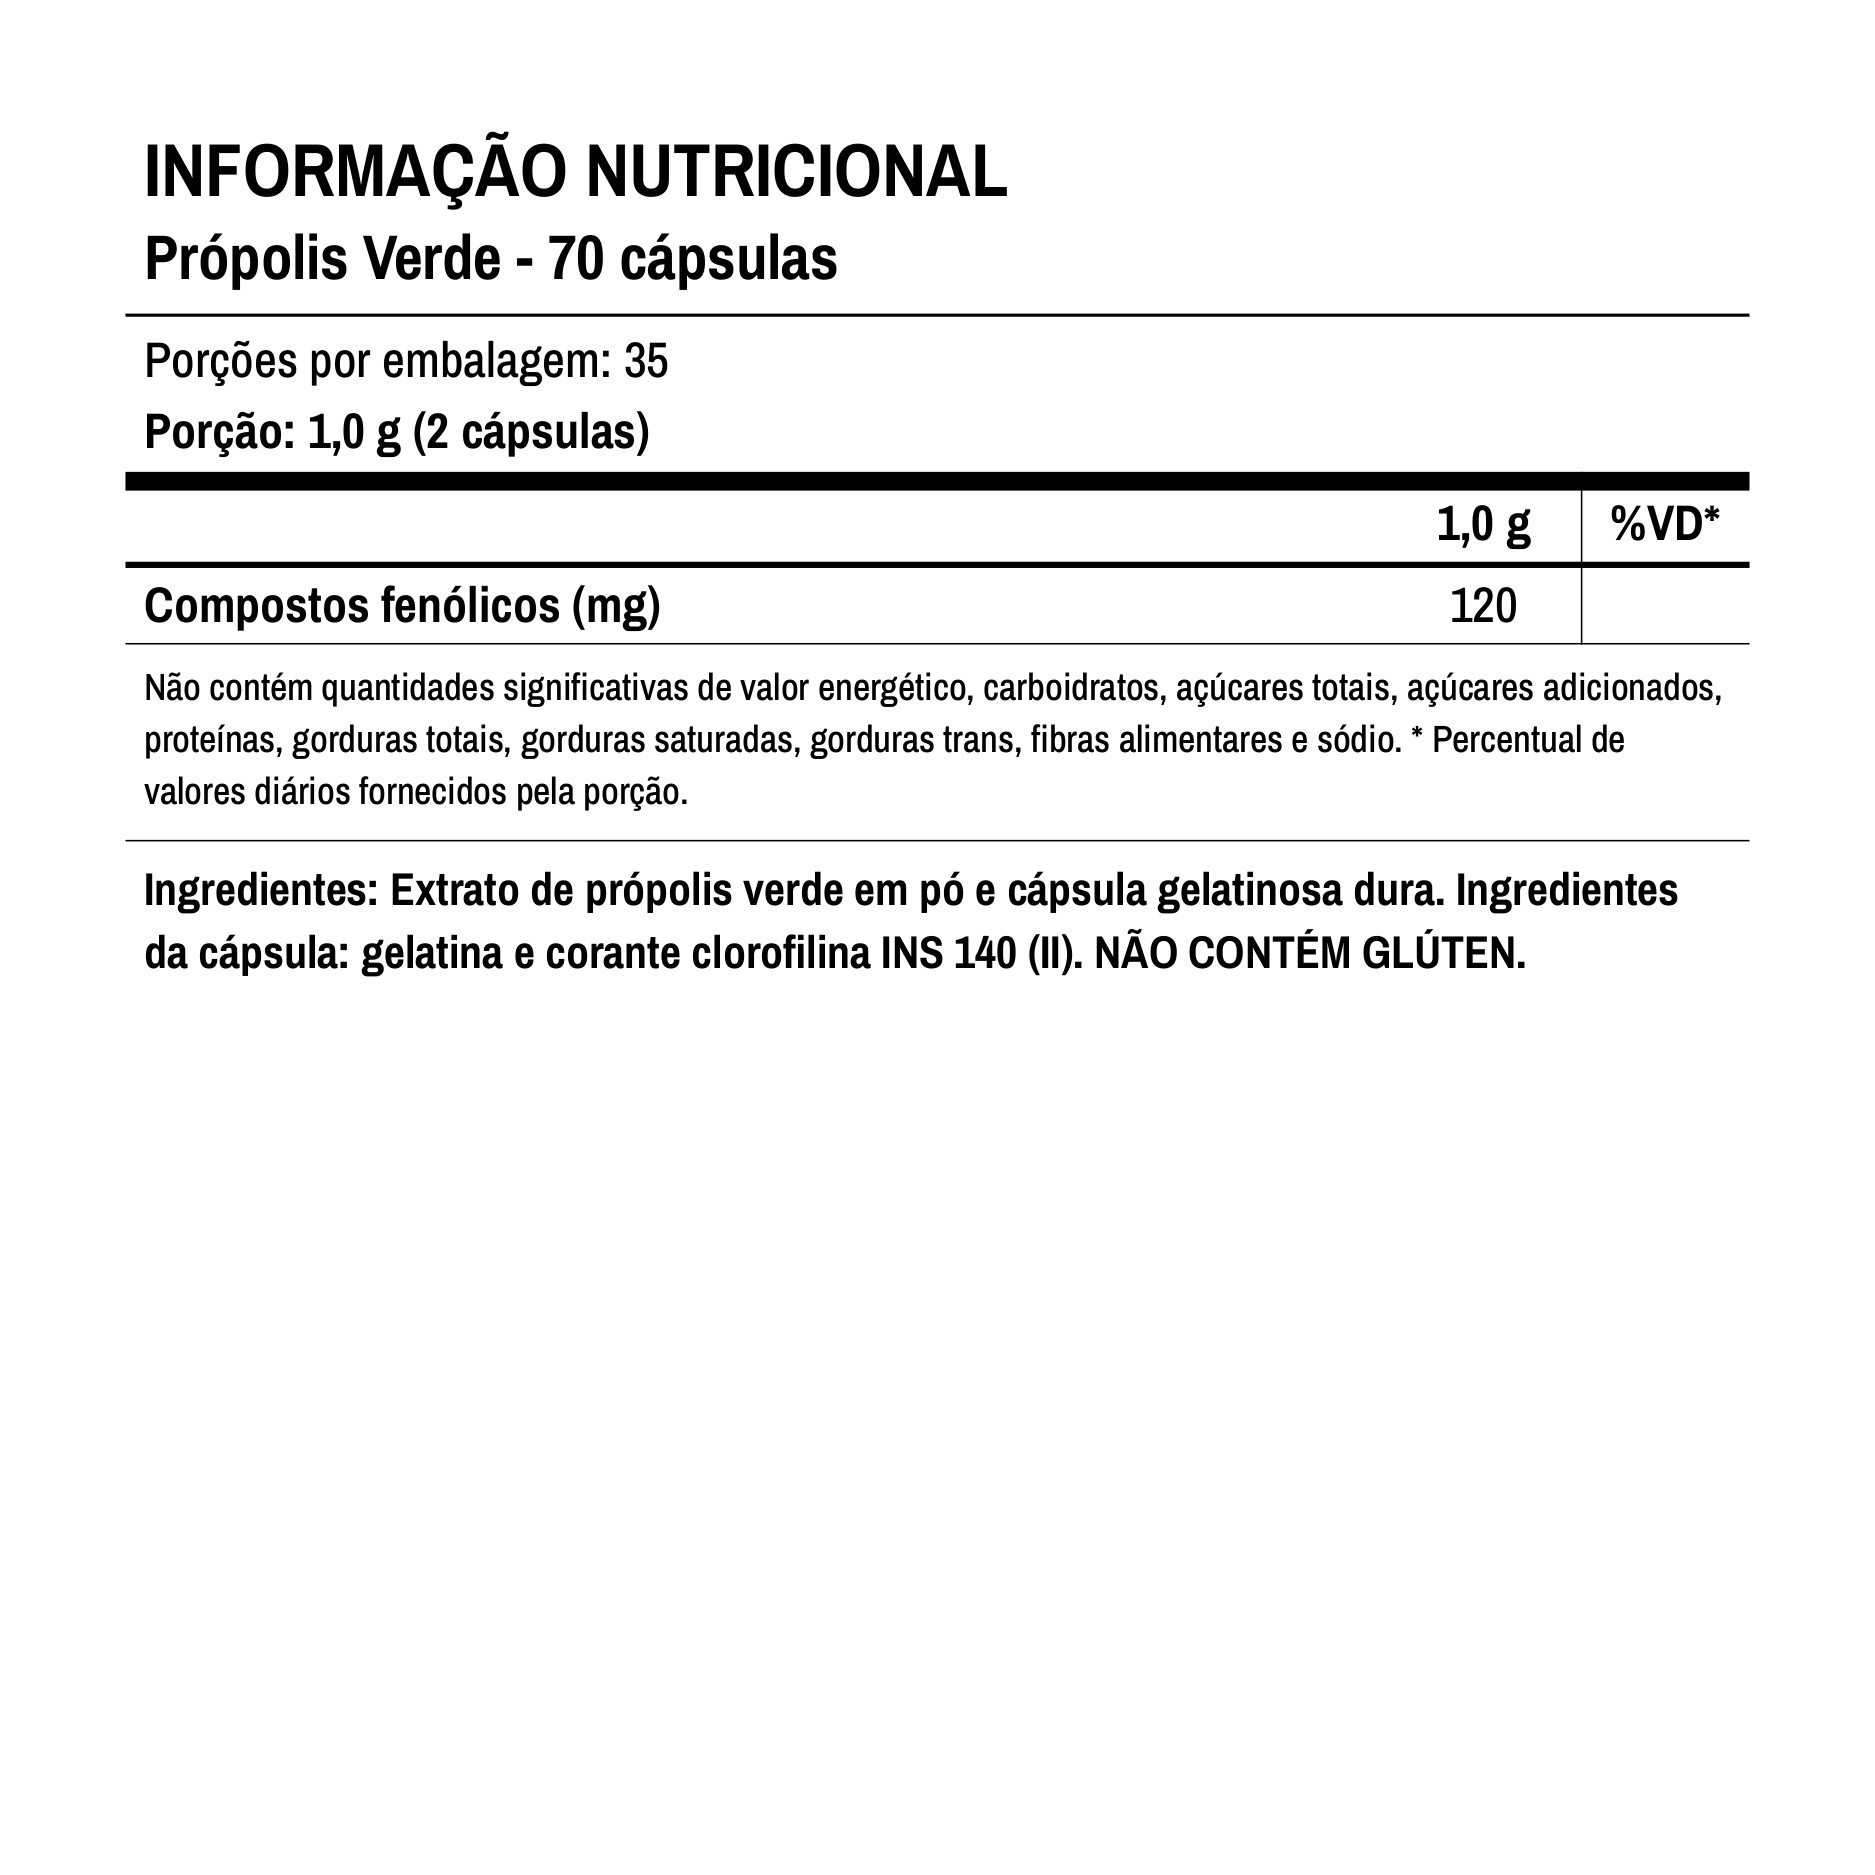 INFORMAÇÃO NUTRICIONAL
Própolis Verde - 70 cápsulas
Porções por embalagem: 35
Porção: 1,0 g (2 cápsulas)
1,0 g %VD*
Compostos fenólicos (mg) 120
Não contém quantidades significativas de valor energético, carboidratos, açúcares totais, açúcares adicionados,
proteínas, gorduras totais, gorduras saturadas, gorduras trans, fibras alimentares e sódio. * Percentual de
valores diários fornecidos pela porção.
Ingredientes: Extrato de própolis verde em pó e cápsula gelatinosa dura. Ingredientes
da cápsula: gelatina e corante clorofilina INS 140 (II). NÃO CONTÉM GLÚTEN.